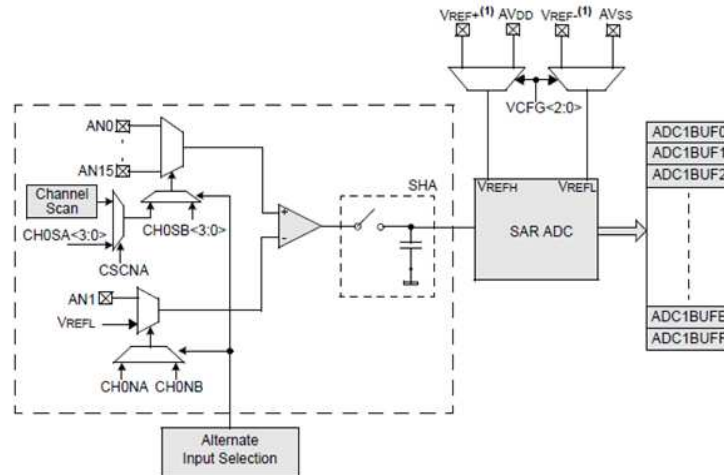 VREF+(1) AVDD VREF-(1) AVSS
VCFG<2:0>
AN0
AN15
Channel
Scan
CH0SA<3:0>
CH0SB<3:0>
CSCNA
AN1
VREFL
CH0NA CH0NB
+
-
SHA
VREFH VREFL
SAR ADC
ADC1BUF0
ADC1BUF1
ADC1BUF2
ADC1BUFE
ADC1BUFF
Alternate
Input Selection